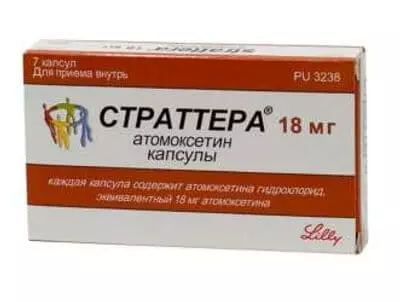 7 капсул
Для приема внутрь
PU 3238
СТРАТТЕРА® 18 мг
атомоксетин
капсулы
каждая капсула содержит атомоксетина гидрохлорид,
эквивалентный 18 мг атомоксетина
Lilly